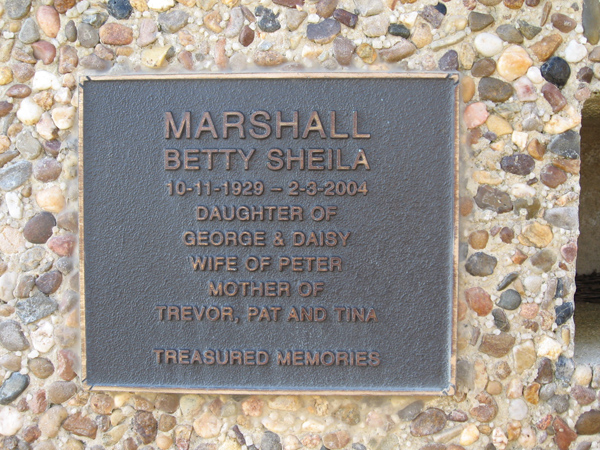 MARSHALL
BETTY SHEILA
10-11-1929 – 2-3-2004
DAUGHTER OF
GEORGE & DAISY
WIFE OF PETER
MOTHER OF
TREVOR, PAT AND TINA
TREASURED MEMORIES